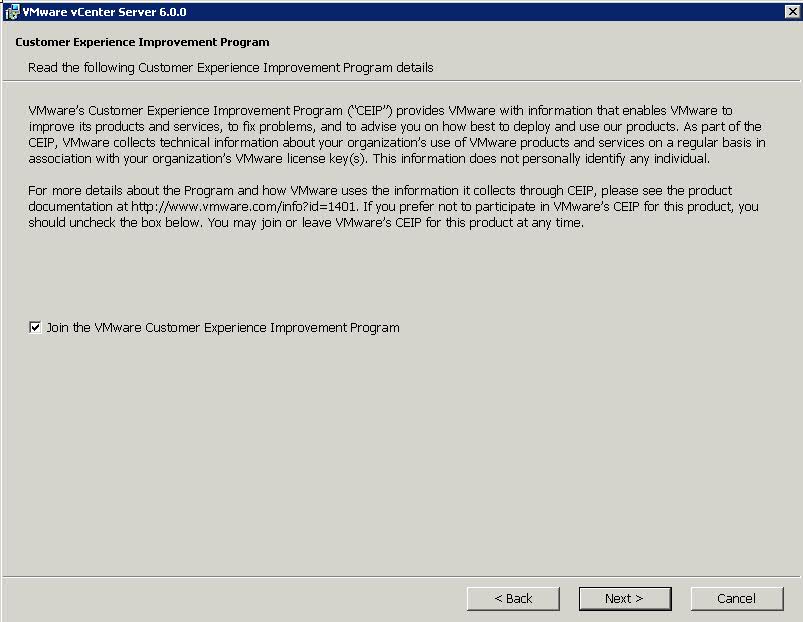 VMware vCenter Server 6.0.0
Customer Experience Improvement Program
Read the following Customer Experience Improvement Program details
VMware's Customer Experience Improvement Program ("CEIP") provides VMware with information that enables VMware to
improve its products and services, to fix problems, and to advise you on how best to deploy and use our products. As part of the
CEIP, VMware collects technical information about your organization's use of VMware products and services on a regular basis in
association with your organization's VMware license key(s). This information does not personally identify any individual.
For more details about the Program and how VMware uses the information it collects through CEIP, please see the product
documentation at http://www.vmware.com/info?id=1401. If you prefer not to participate in VMware's CEIP for this product, you
should uncheck the box below. You may join or leave VMware's CEIP for this product at any time.
Join the VMware Customer Experience Improvement Program
< Back Next > Cancel